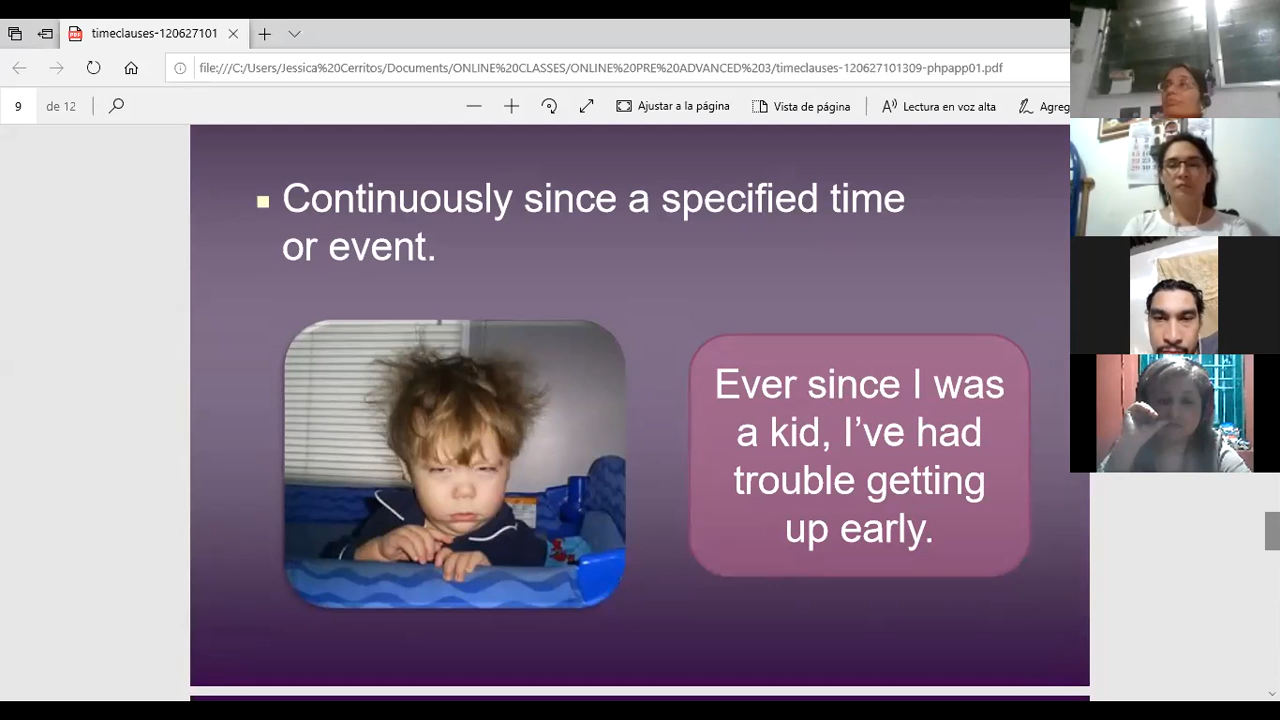 timeclauses-120627101
file:///C:/Users/Jessica%20Cerritos/Documents/ONLINE%20CLASSES/ONLINE%20PRE%20ADVANCED%203/timeclauses-120627101309-phpapp01.pdf
9 de 12 Ajustar a la página Vista de página Lectura en voz alta Agreg
Continuously since a specified time
or event.
Ever since I was
a kid, I’ve had
trouble getting
up early.